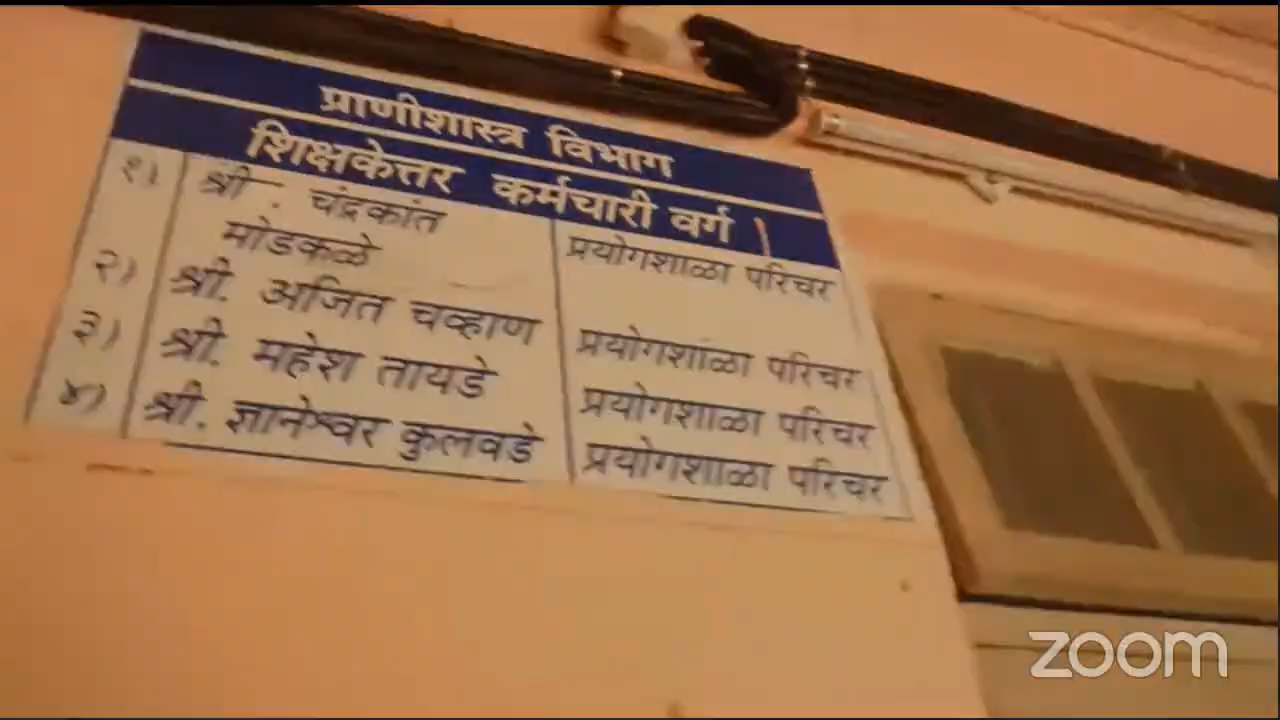 प्राणीशास्त्र विभाग
शिक्षकेत्तर कर्मचारी वर्ग
१) श्री. चंद्रकांत मोडकळे प्रयोगशाळा परिचर
२) श्री. अजित चव्हाण प्रयोगशाळा परिचर
३) श्री. महेश तायडे प्रयोगशाळा परिचर
४) श्री. ज्ञानेश्वर कुलवडे प्रयोगशाळा परिचर
zoom